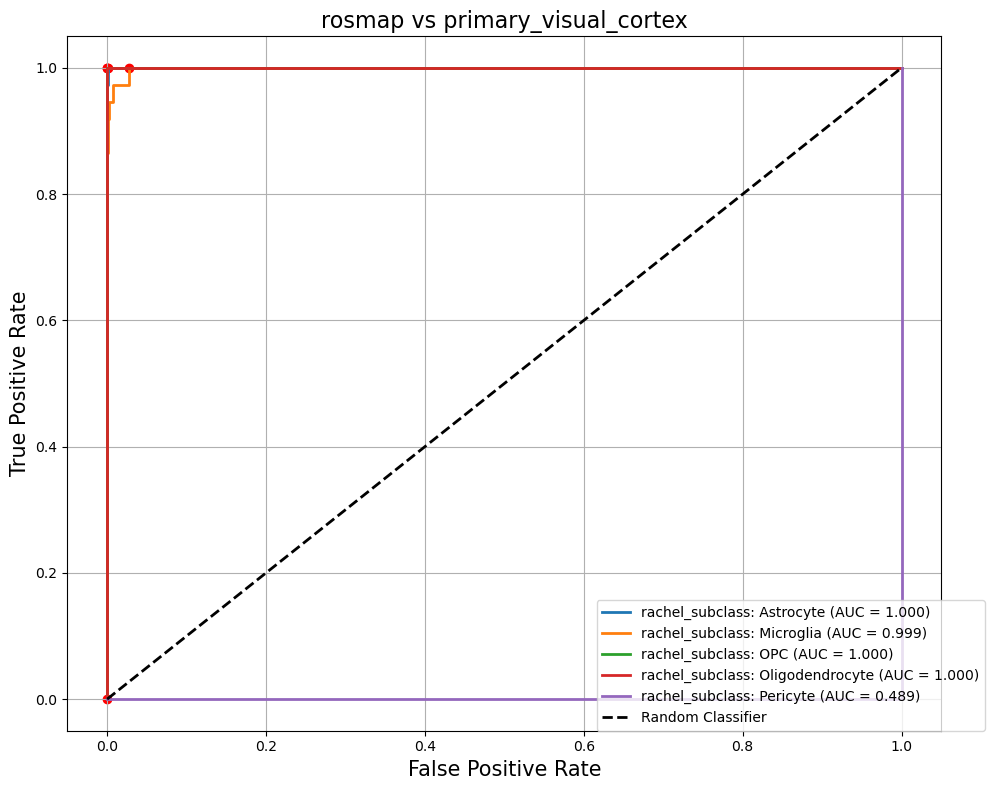 rosmap vs primary_visual_cortex
True Positive Rate
1.0
0.8
0.6
0.4
0.2
0.0
rachel_subclass: Astrocyte (AUC = 1.000)
rachel_subclass: Microglia (AUC = 0.999)
rachel_subclass: OPC (AUC = 1.000)
rachel_subclass: Oligodendrocyte (AUC = 1.000)
rachel_subclass: Pericyte (AUC = 0.489)
Random Classifier
0.0 0.2 0.4 0.6 0.8 1.0
False Positive Rate